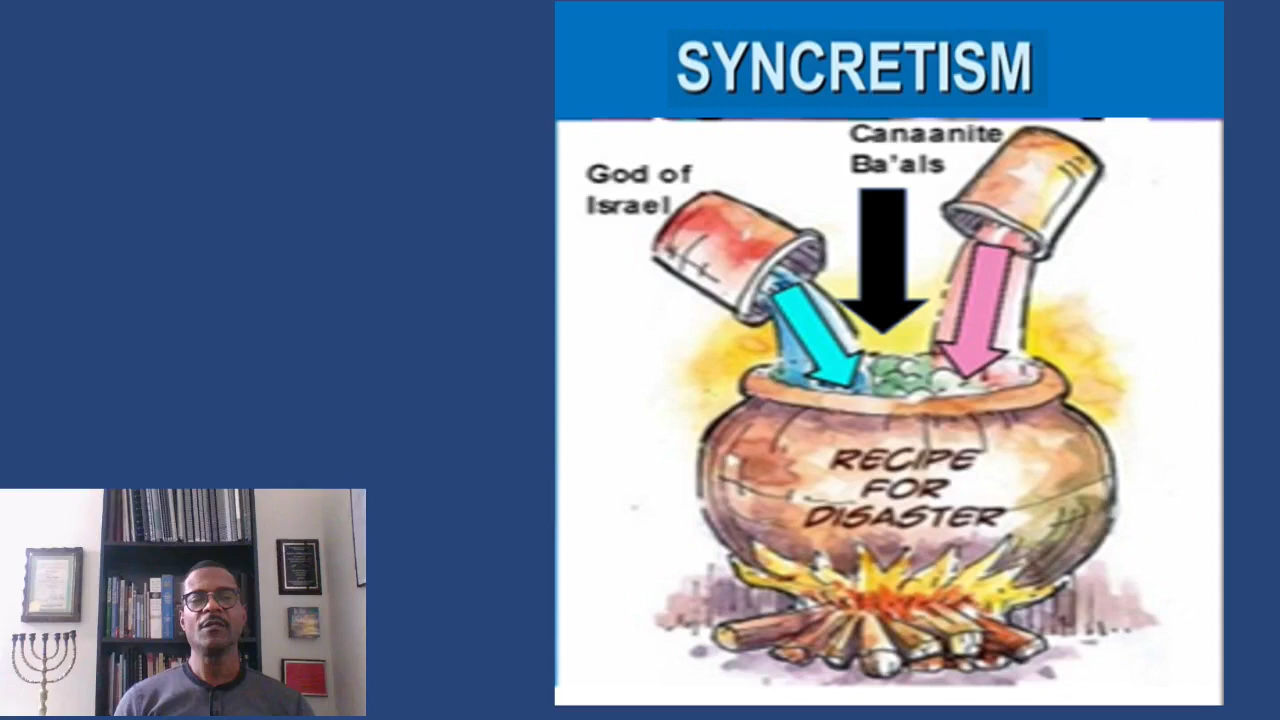 SYNCRETISM
God of
Israel
Canaanite
Ba'als
RECIPE
FOR
DISASTER